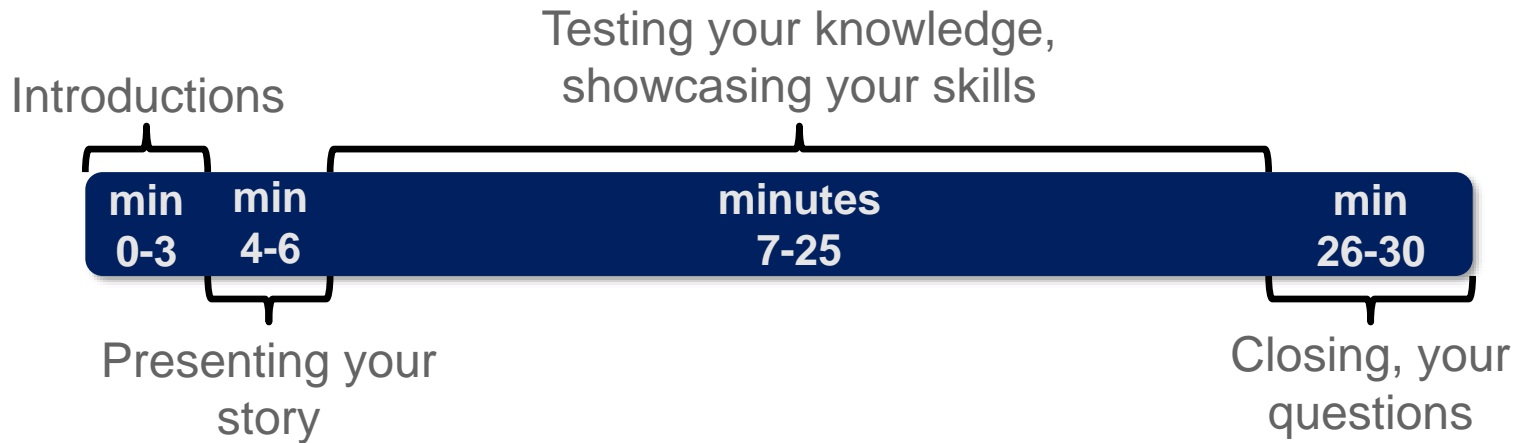 Testing your knowledge,
showcasing your skills
Introductions
min
0-3
min
4-6
minutes
7-25
min
26-30
Presenting your
story
Closing, your
questions